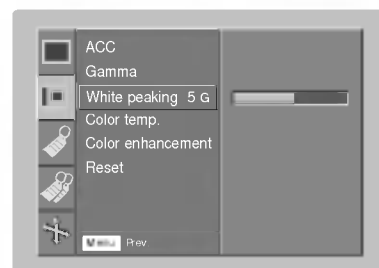 ACC
Gamma
White peaking 5 G
Color temp.
Color enhancement
Reset
Prev